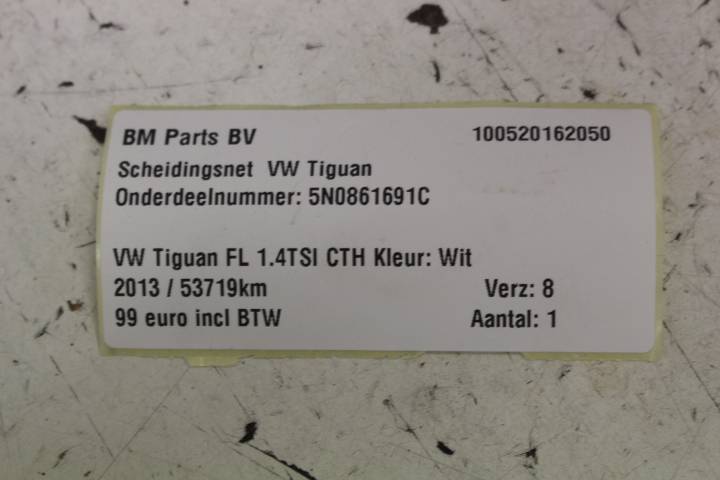 BM Parts BV 100520162050
Scheidingsnet VW Tiguan
Onderdeelnummer: 5N0861691C
VW Tiguan FL 1.4TSI CTH Kleur: Wit
2013 / 53719km Verz: 8
99 euro incl BTW Aantal: 1